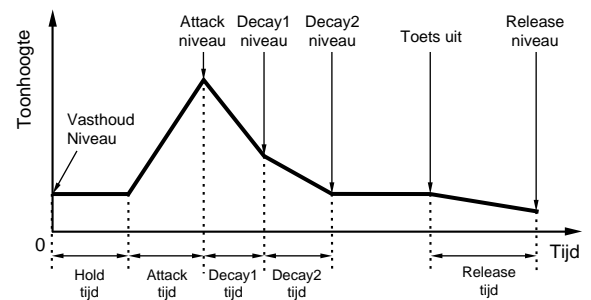 Toonhoogte
Attack
niveau
Decay1
niveau
Decay2
niveau
Toets uit
Release
niveau
Vasthoud
Niveau
0
Tijd
Hold
tijd
Attack
tijd
Decay1
tijd
Decay2
tijd
Release
tijd